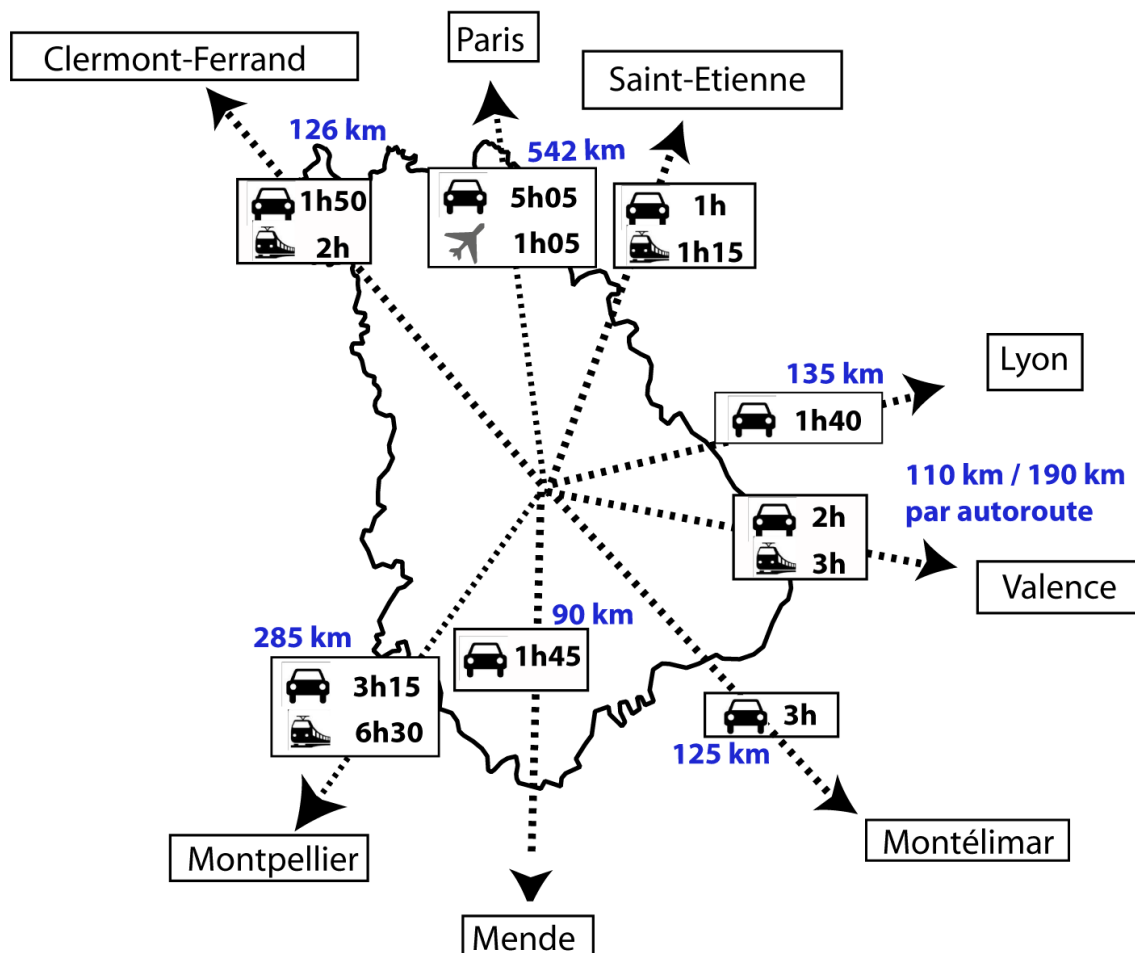 Paris
Clermont-Ferrand
Saint-Etienne
126 km
542 km
1h50
2h
5h05
1h05
1h
1h15
Lyon
135 km
1h40
110 km / 190 km
par autoroute
2h
3h
Valence
285 km
90 km
3h15
6h30
1h45
3h
125 km
Montpellier
Montélimar
Mende